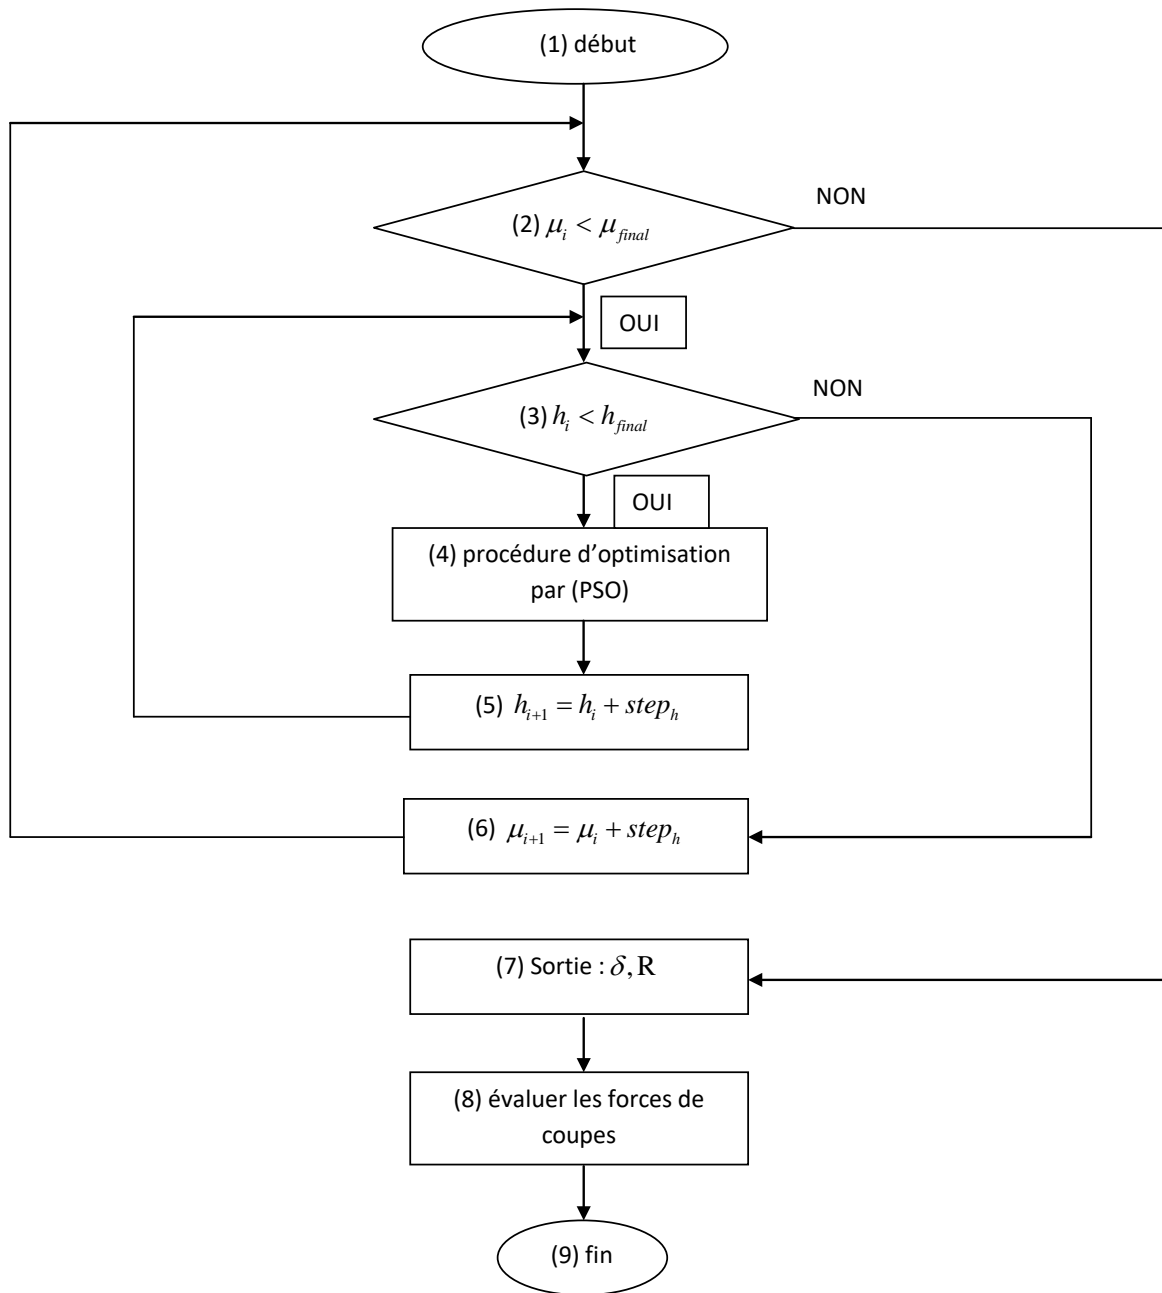 (1) début
NON
(2) μ_i < μ_final
OUI
NON
(3) h_i < h_final
OUI
(4) procédure d’optimisation
par (PSO)
(5) h_{i+1} = h_i + step_h
(6) μ_{i+1} = μ_i + step_h
(7) Sortie : δ, R
(8) évaluer les forces de
coupes
(9) fin